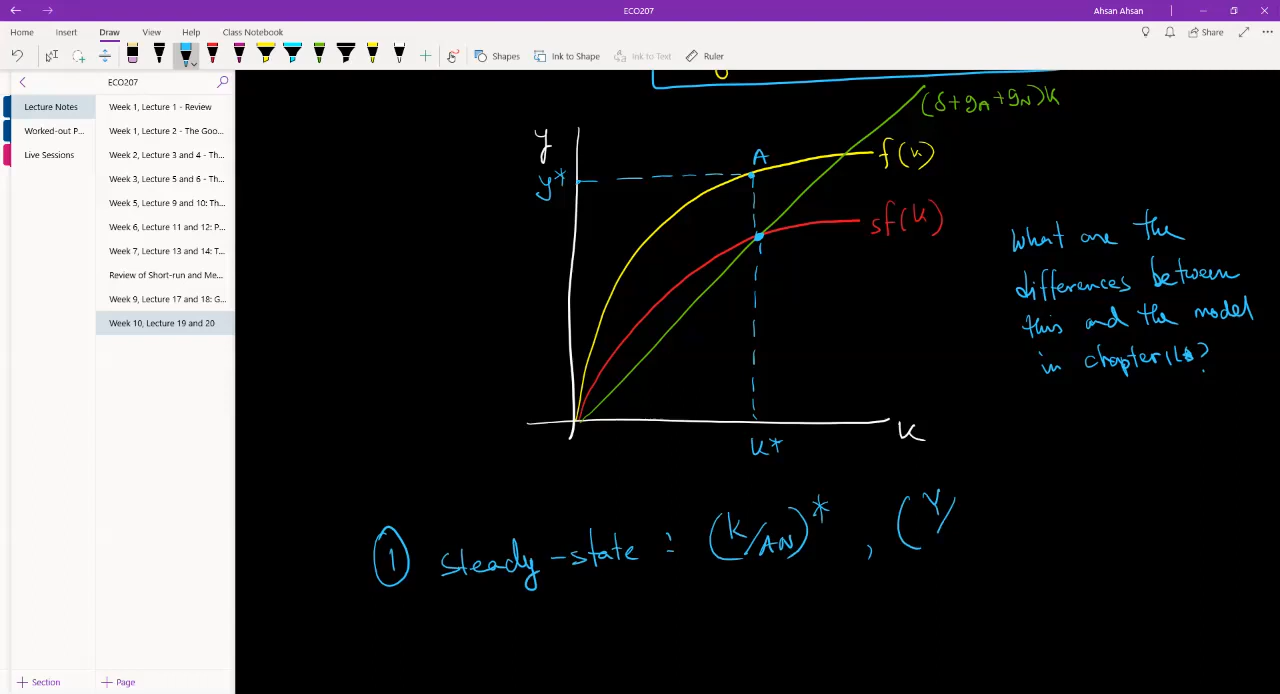 ECO207
Ahsan Ahsan
Home Insert Draw View Help Class Notebook
Shapes Ink to Shape Ink to Text Ruler Share
ECO207
Lecture Notes
Worked-out P...
Live Sessions
Week 1, Lecture 1 - Review
Week 1, Lecture 2 - The Goo...
Week 2, Lecture 3 and 4 - Th...
Week 3, Lecture 5 and 6 - Th...
Week 5, Lecture 9 and 10: Th...
Week 6, Lecture 11 and 12: P...
Week 7, Lecture 13 and 14: T...
Review of Short-run and Me...
Week 9, Lecture 17 and 18: G...
Week 10, Lecture 19 and 20
Section
Page
(δ+gA+gN)k
y
A
f(k)
y*
sf(k)
What are the
differences between
this and the model
in chapter 11?
k*
k
① steady-state : (K/AN)* , (Y/